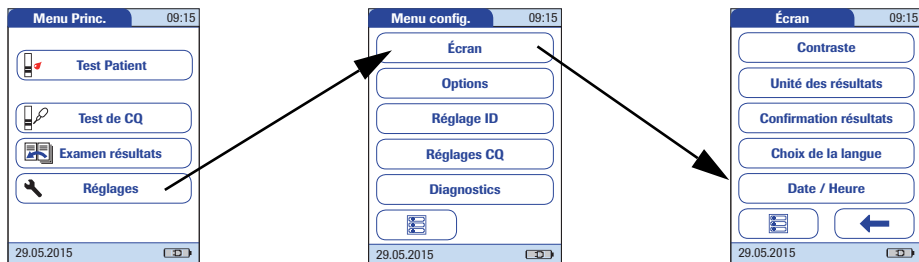 Menu Princ. 09:15
Test Patient
Test de CQ
Examen résultats
Réglages
29.05.2015
Menu config. 09:15
Écran
Options
Réglage ID
Réglages CQ
Diagnostics
29.05.2015
Écran 09:15
Contraste
Unité des résultats
Confirmation résultats
Choix de la langue
Date / Heure
29.05.2015